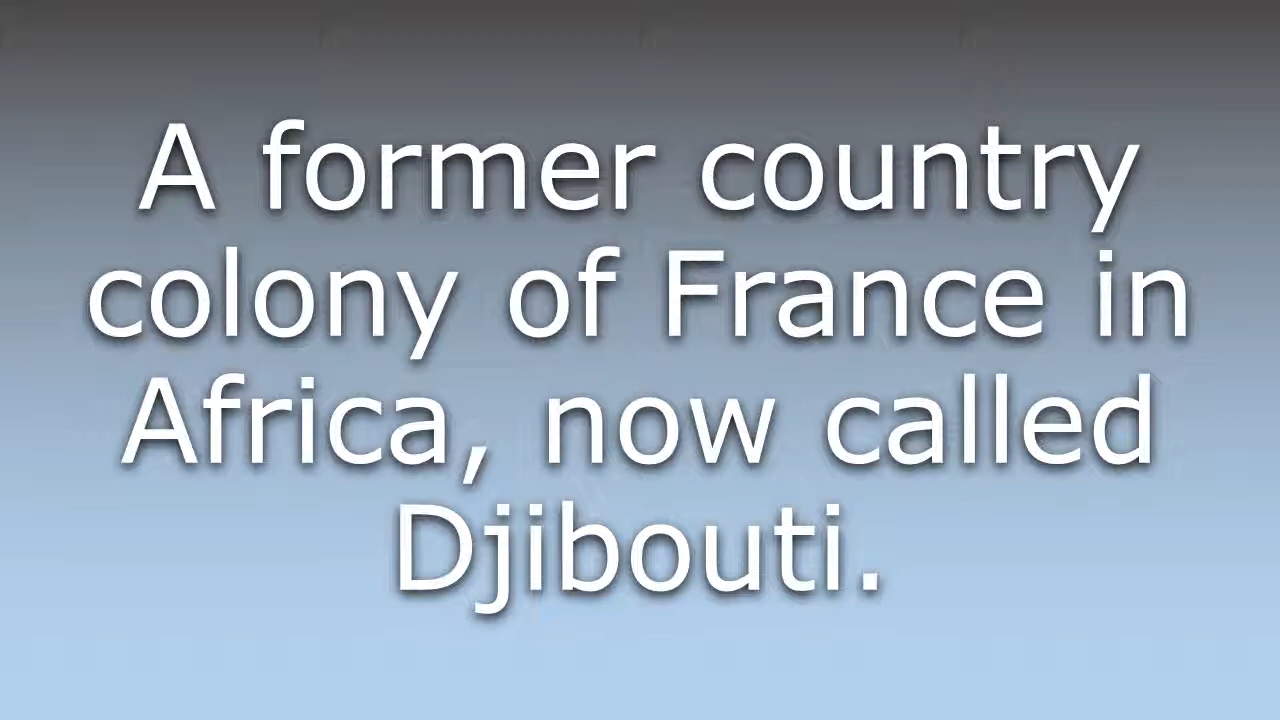 A former country
colony of France in
Africa, now called
Djibouti.